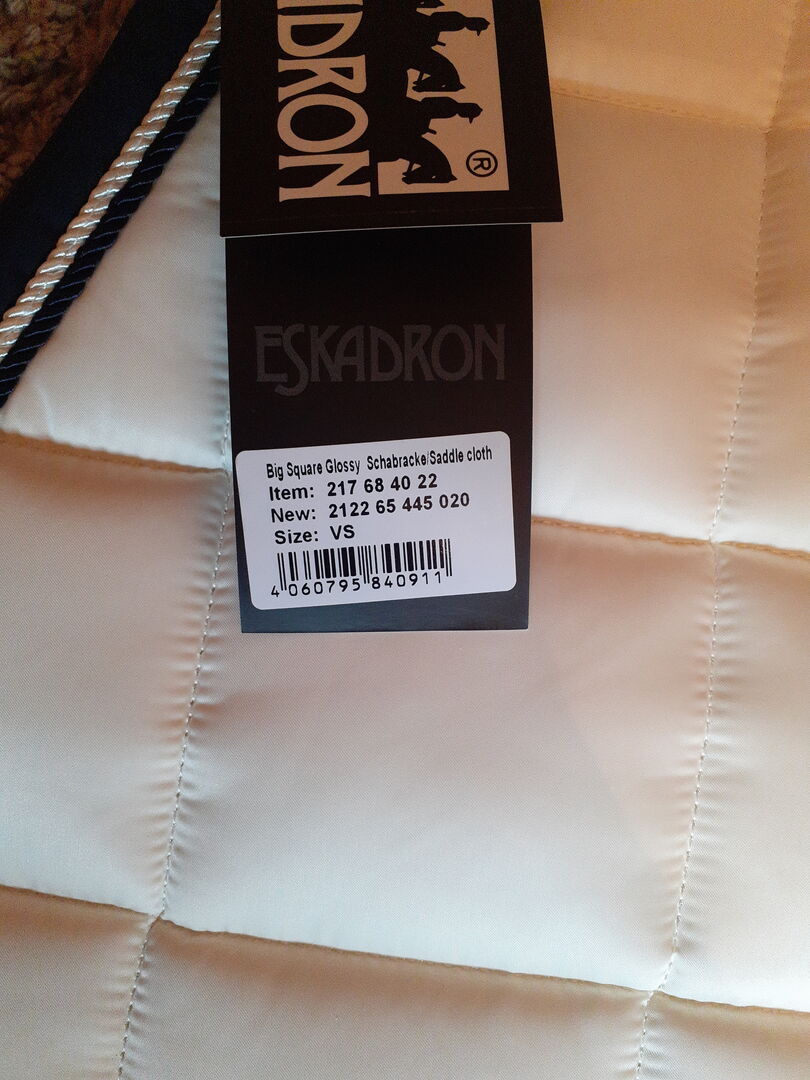 IDRON
®
ESKADRON
Big Square Glossy Schabracke/Saddle cloth
Item: 217 68 40 22
New: 2122 65 445 020
Size: VS
4 060795 840911